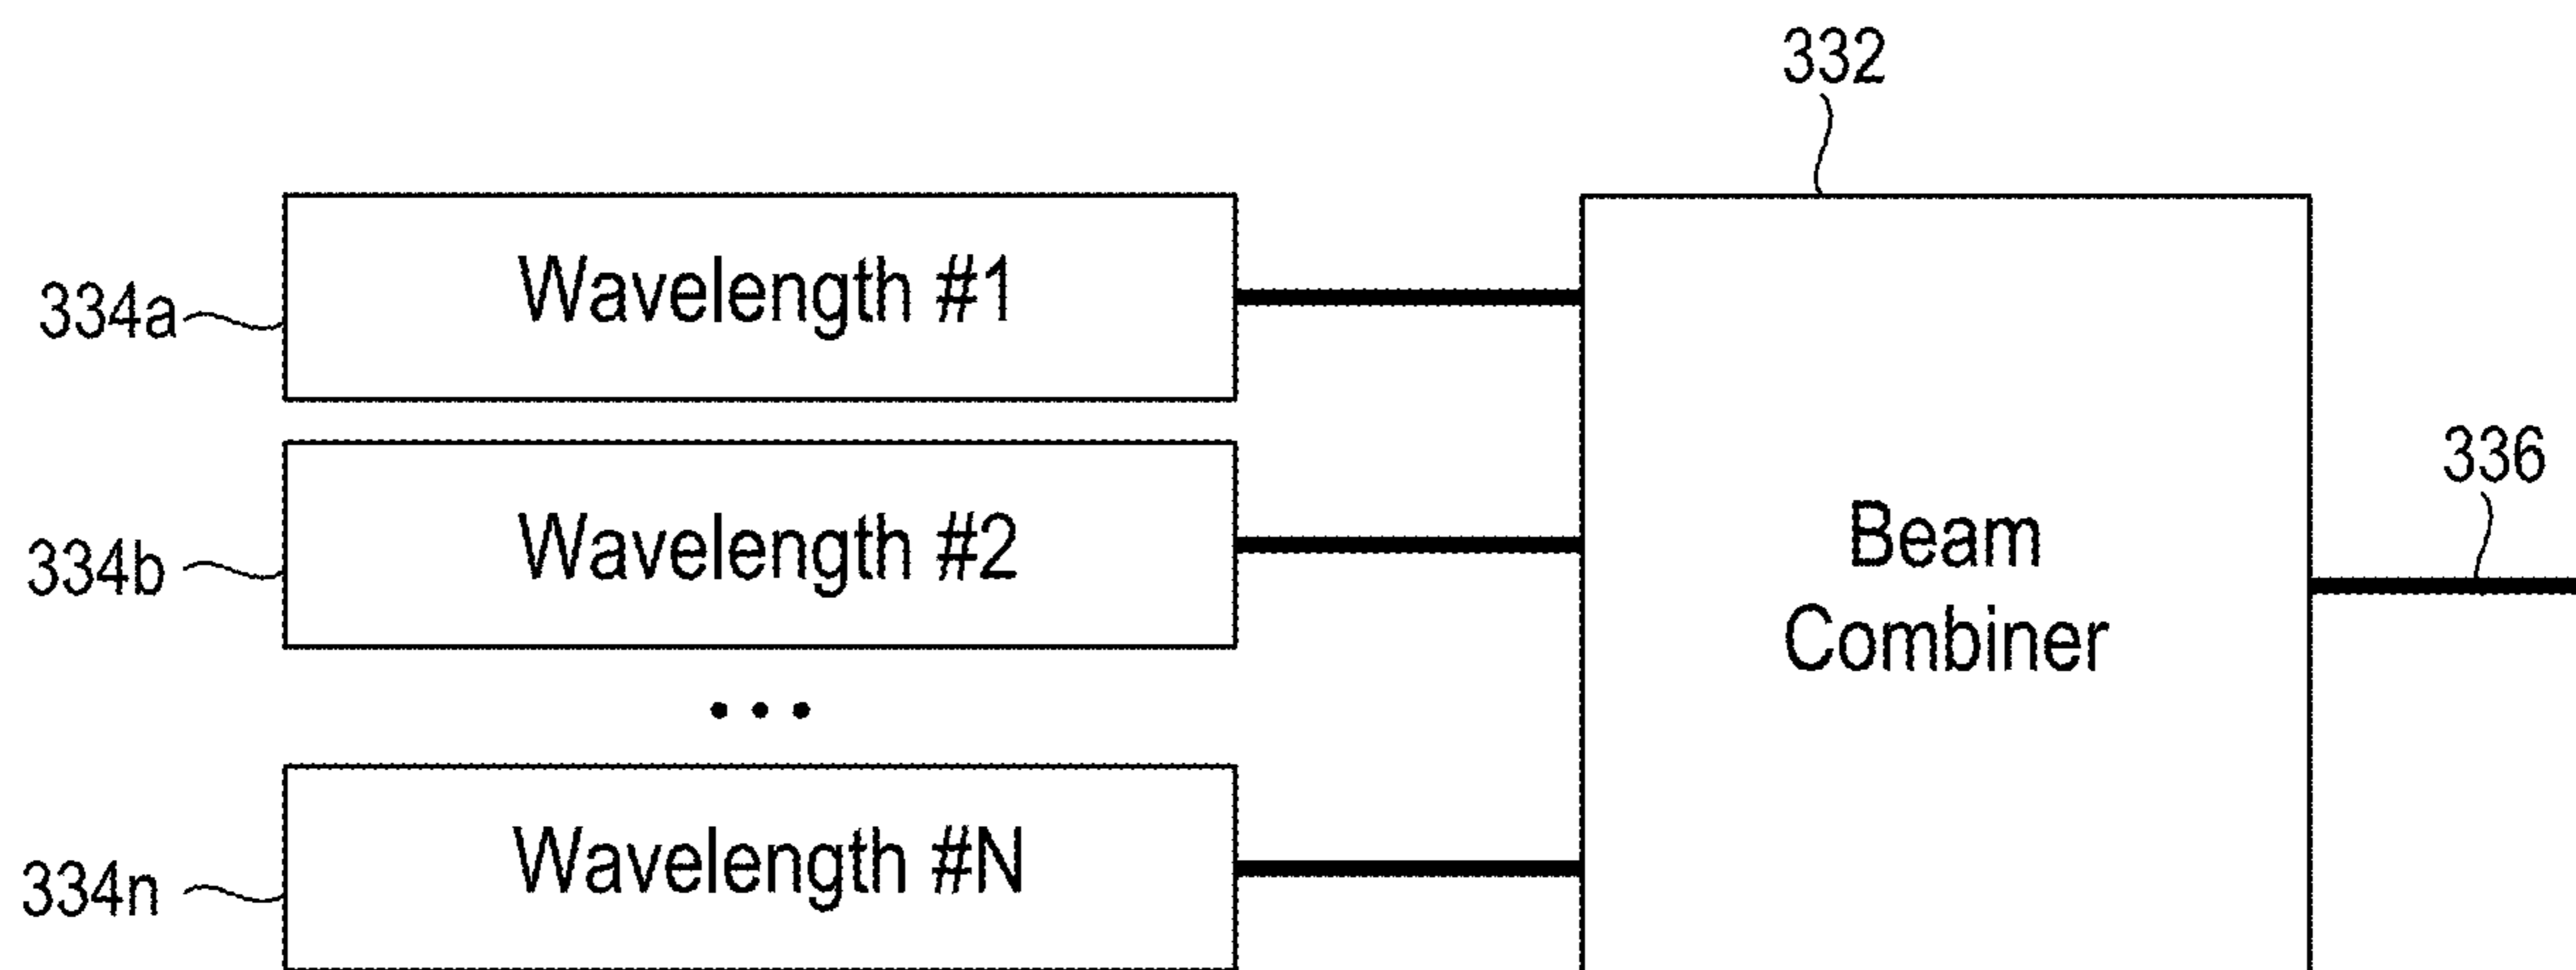 332
334a
Wavelength #1
334b
Wavelength #2
336
Beam
Combiner
...
334n
Wavelength #N